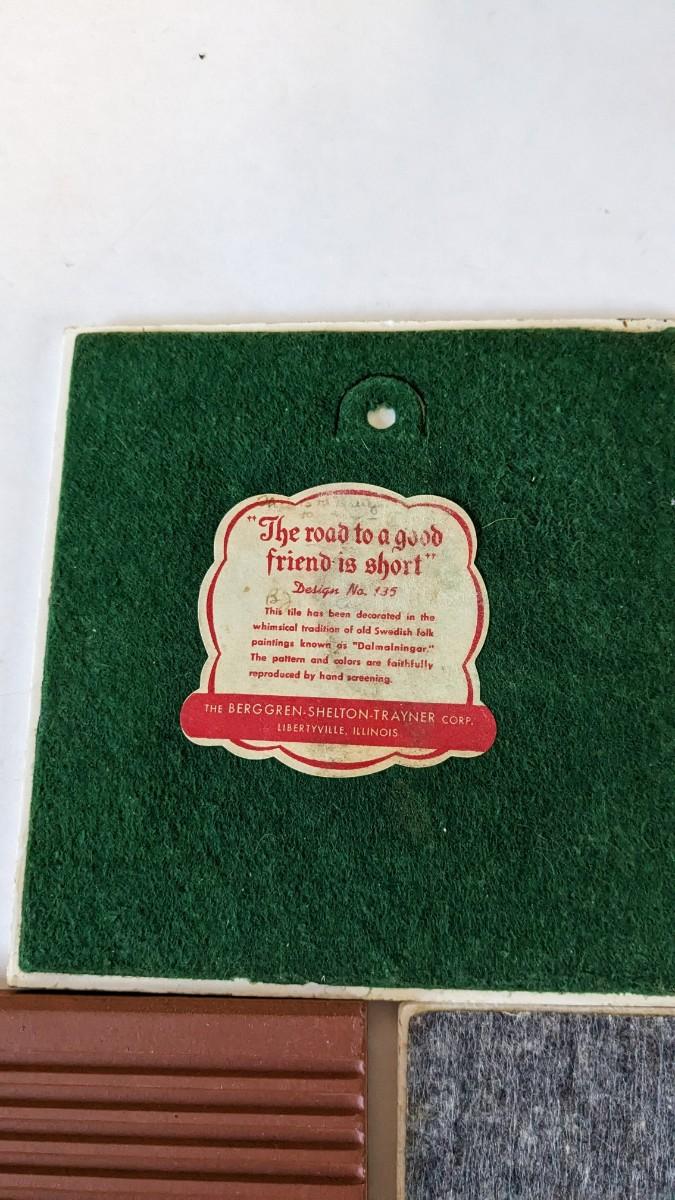 "The road to a good
friend is short"
Design No. 135
This tile has been decorated in the
whimsical tradition of old Swedish folk
paintings known as "Dalmalningar."
The pattern and colors are faithfully
reproduced by hand screening.
THE BERGGREN-SHELTON-TRAYNER CORP.
LIBERTYVILLE, ILLINOIS